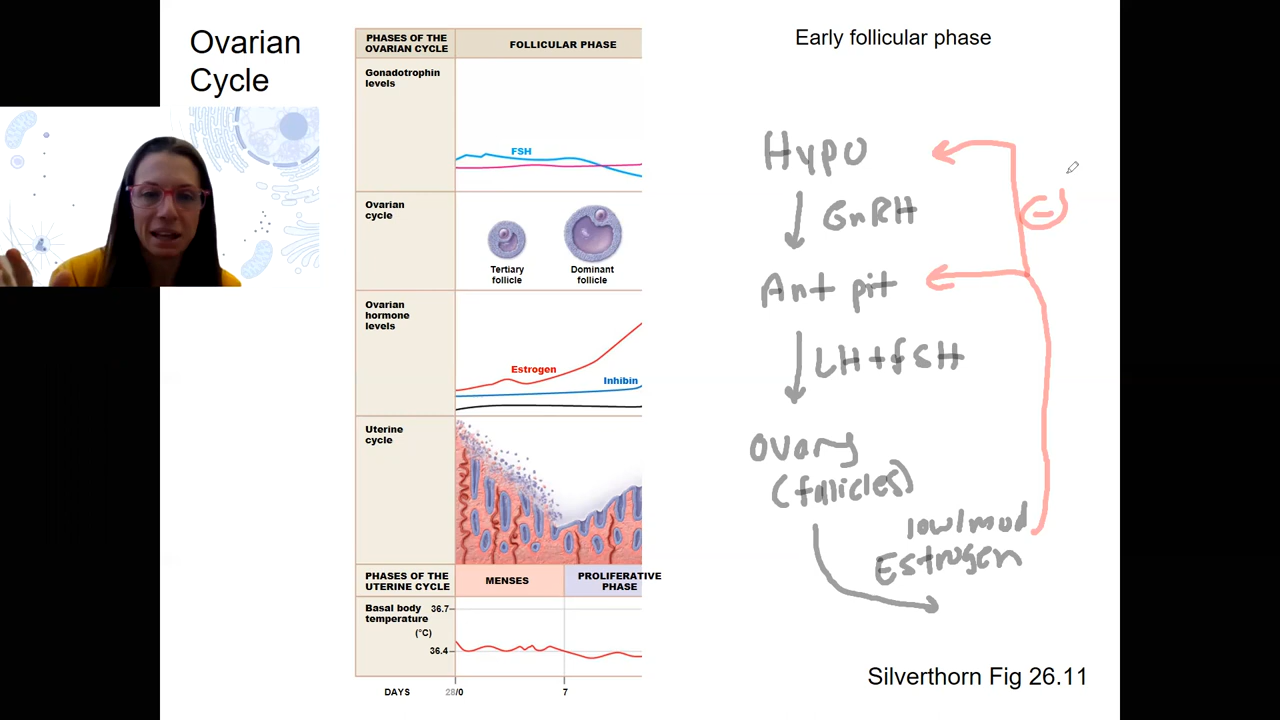 Ovarian
Cycle
PHASES OF THE
OVARIAN CYCLE
FOLLICULAR PHASE
Gonadotrophin
levels
FSH
Ovarian
cycle
Tertiary
follicle
Dominant
follicle
Ovarian
hormone
levels
Estrogen
Inhibin
Uterine
cycle
PHASES OF THE
UTERINE CYCLE
MENSES
PROLIFERATIVE
PHASE
Basal body
temperature
(°C)
36.7
36.4
DAYS
28/0
7
Early follicular phase
Hypo
GnRH
(-)
Ant pit
LH+fSH
Ovary
(follicles)
low/mod
Estrogen
Silverthorn Fig 26.11